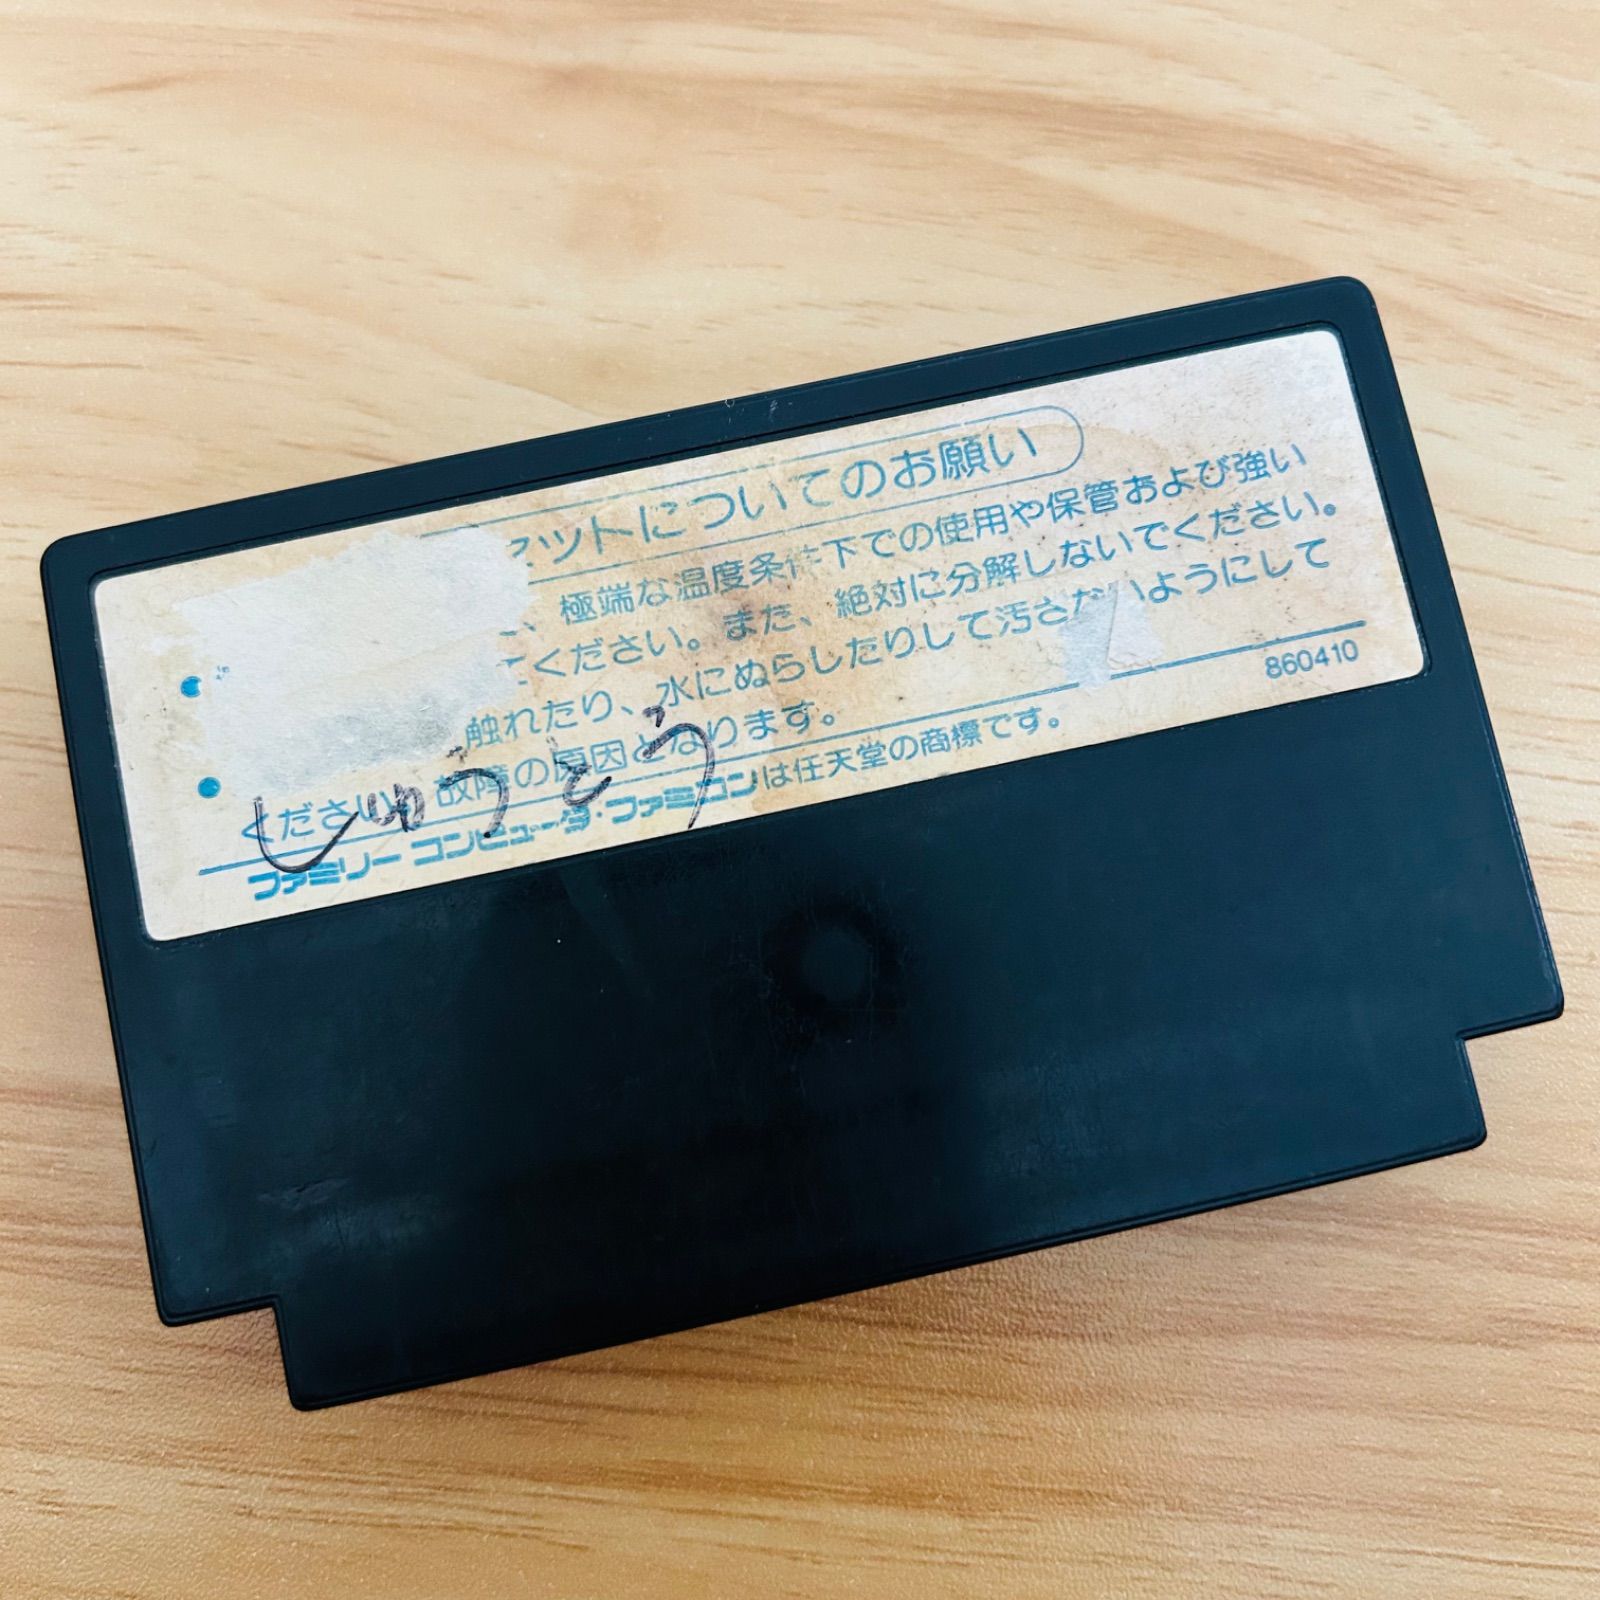 セットについてのお願い
、極端な温度条件下での使用や保管および強い
ください。また、絶対に分解しないでください。
触れたり、水にぬらしたりして汚さないようにして
ください。故障の原因となります。
しゅうとう
860410
ファミリーコンピュータ・ファミコンは任天堂の商標です。